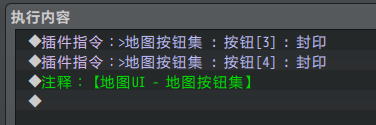 执行内容
◆插件指令：>地图按钮集 : 按钮[3] : 封印
◆插件指令：>地图按钮集 : 按钮[4] : 封印
◆注释：【地图UI - 地图按钮集】
◆